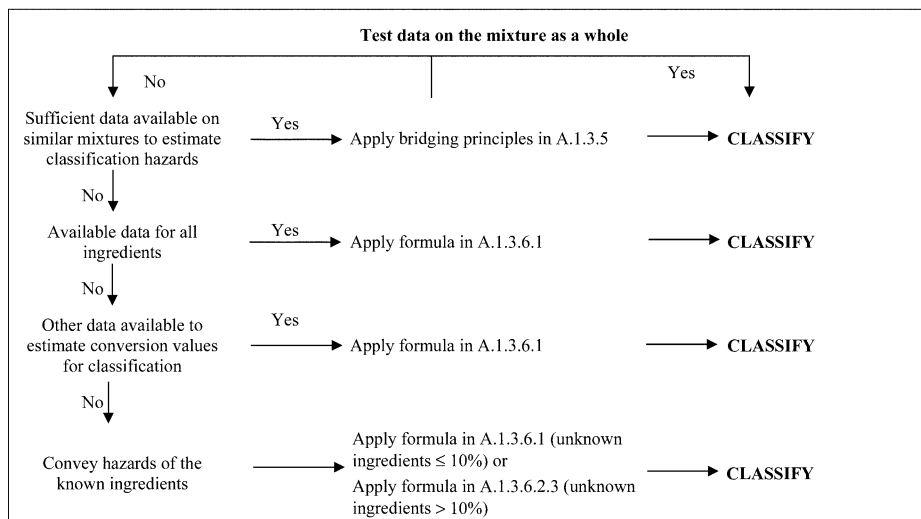 Test data on the mixture as a whole
No
Yes
Sufficient data available on
similar mixtures to estimate
classification hazards
Yes
Apply bridging principles in A.1.3.5
CLASSIFY
No
Available data for all
ingredients
Yes
Apply formula in A.1.3.6.1
CLASSIFY
No
Other data available to
estimate conversion values
for classification
Yes
Apply formula in A.1.3.6.1
CLASSIFY
No
Convey hazards of the
known ingredients
Apply formula in A.1.3.6.1 (unknown
ingredients ≤ 10%) or
Apply formula in A.1.3.6.2.3 (unknown
ingredients > 10%)
CLASSIFY